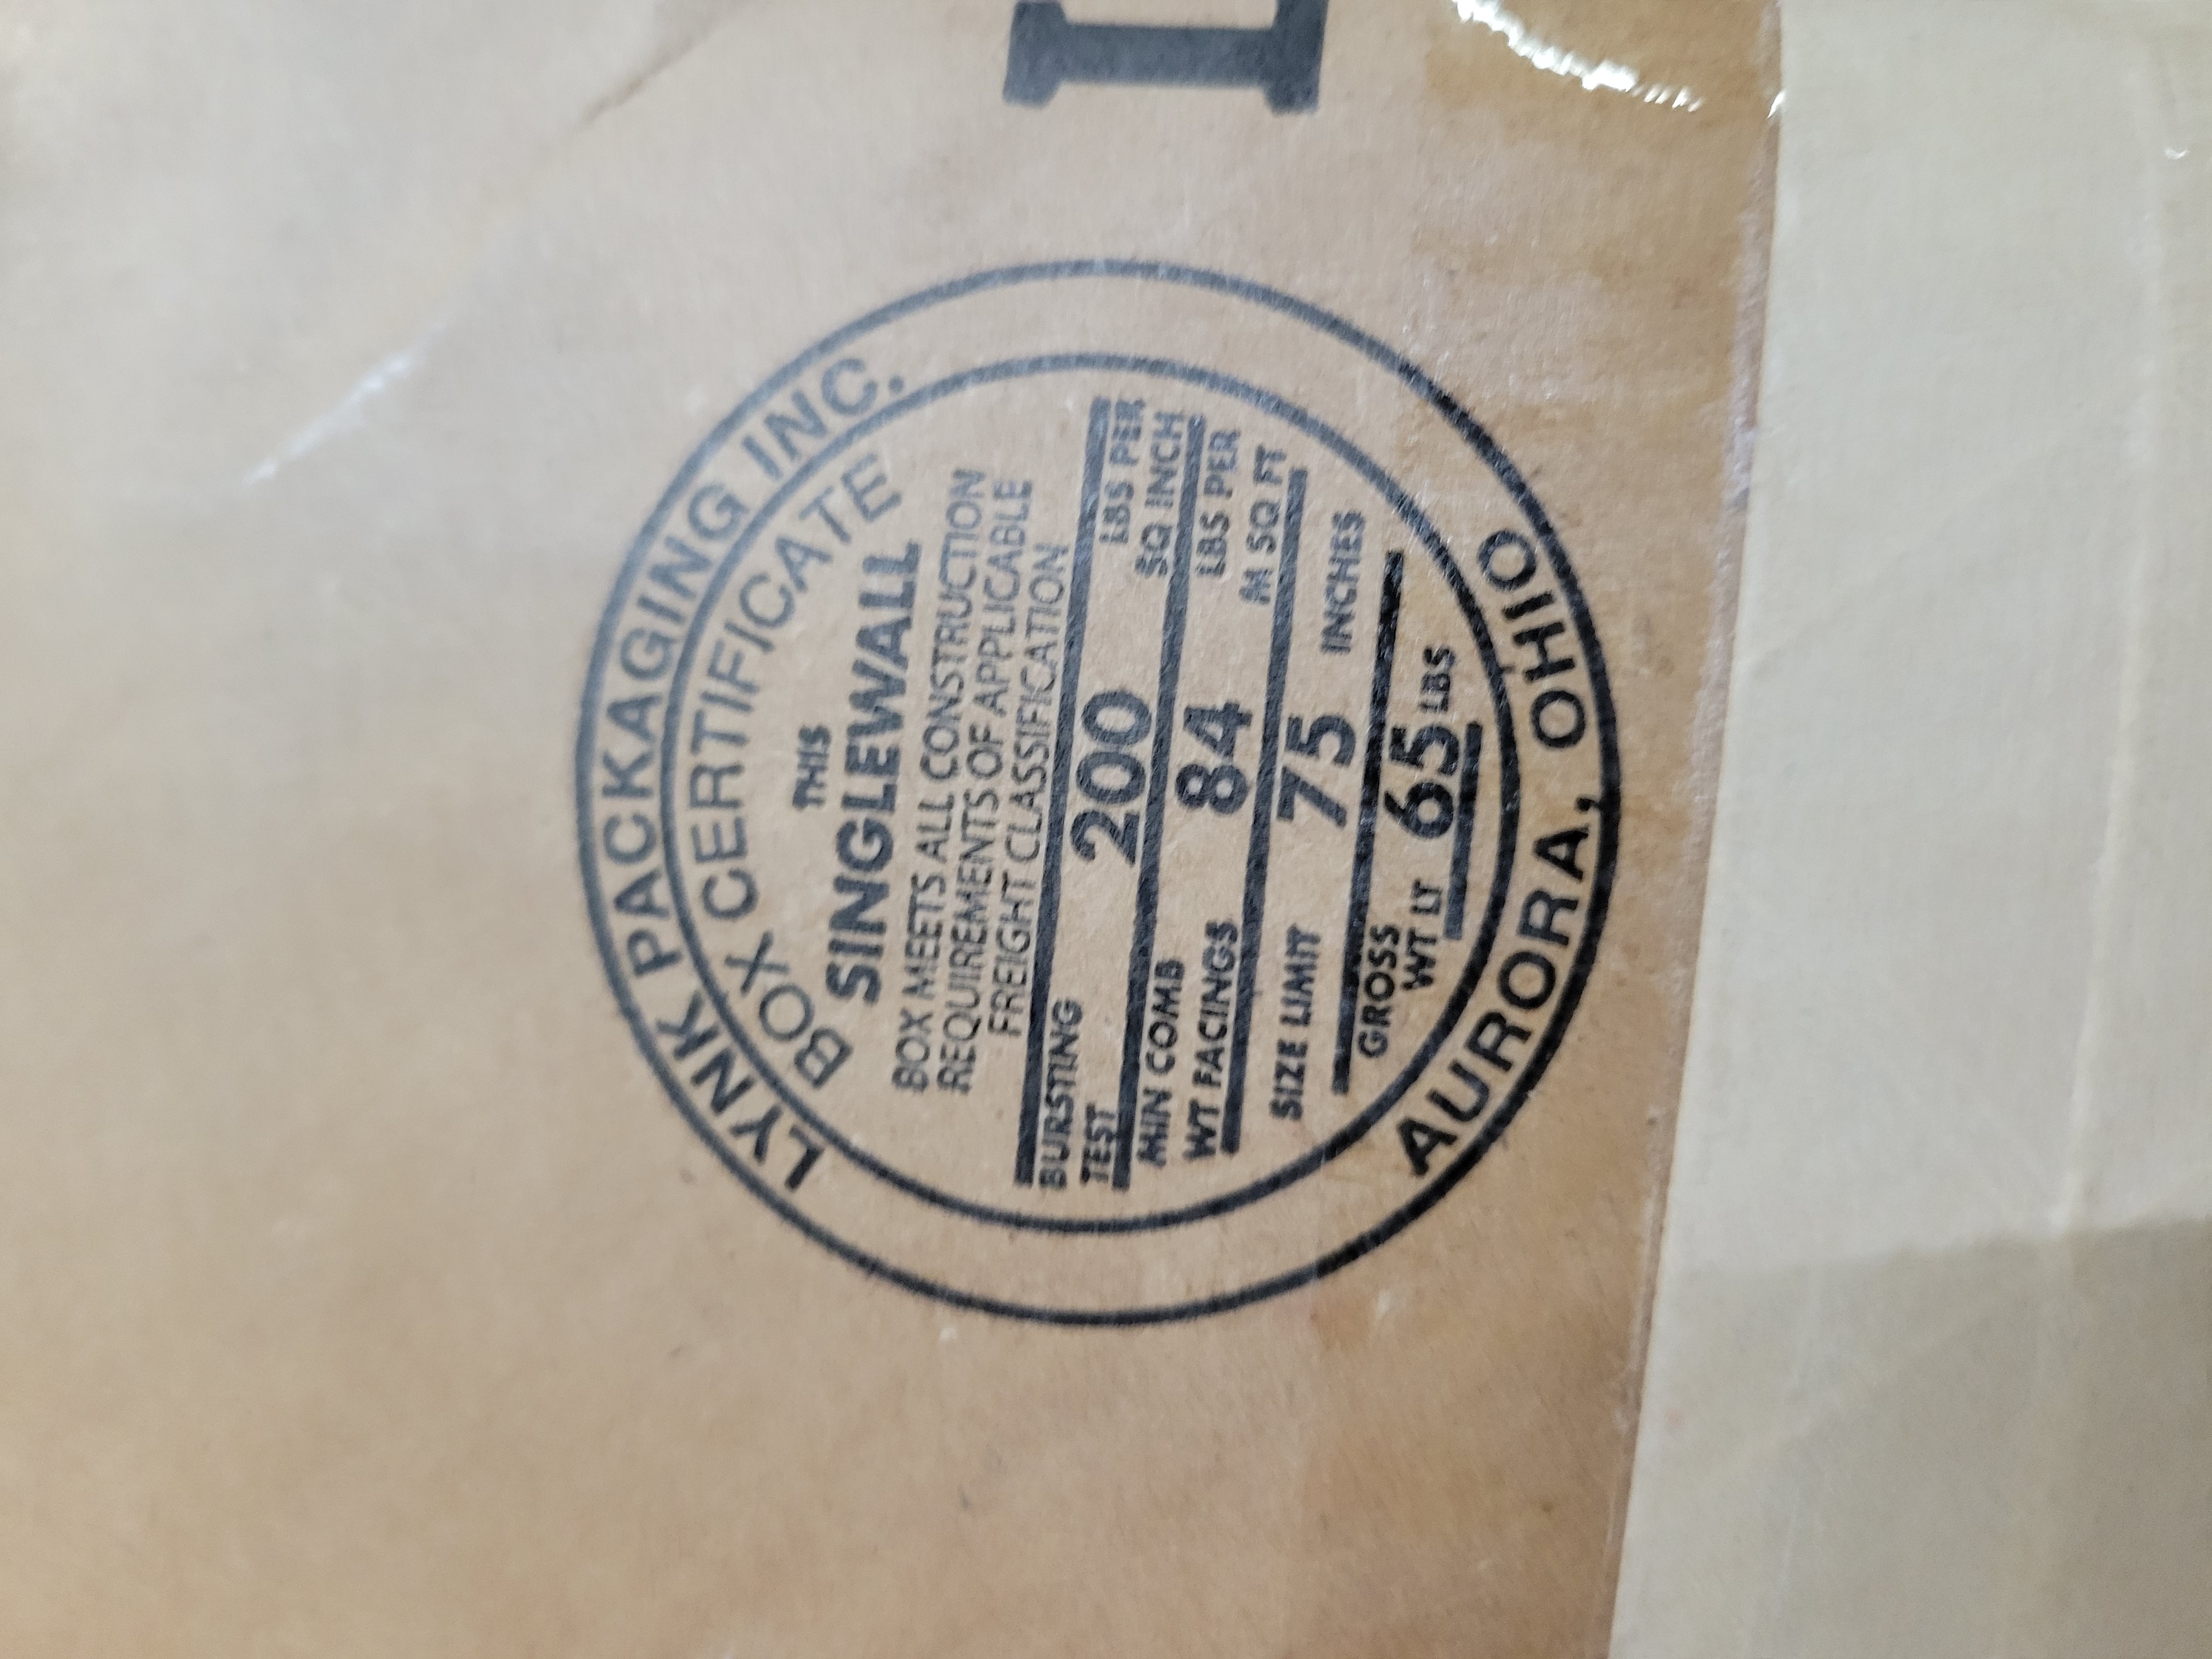 LYNK PACKAGING INC.
BOX CERTIFICATE
THIS
SINGLEWALL
BOX MEETS ALL CONSTRUCTION
REQUIREMENTS OF APPLICABLE
FREIGHT CLASSIFICATION
BURSTING TEST 200 LBS PER SQ INCH
MIN COMB WT FACINGS 84 LBS PER M SQ FT
SIZE LIMIT 75 INCHES
GROSS WT LT 65 LBS
AURORA, OHIO